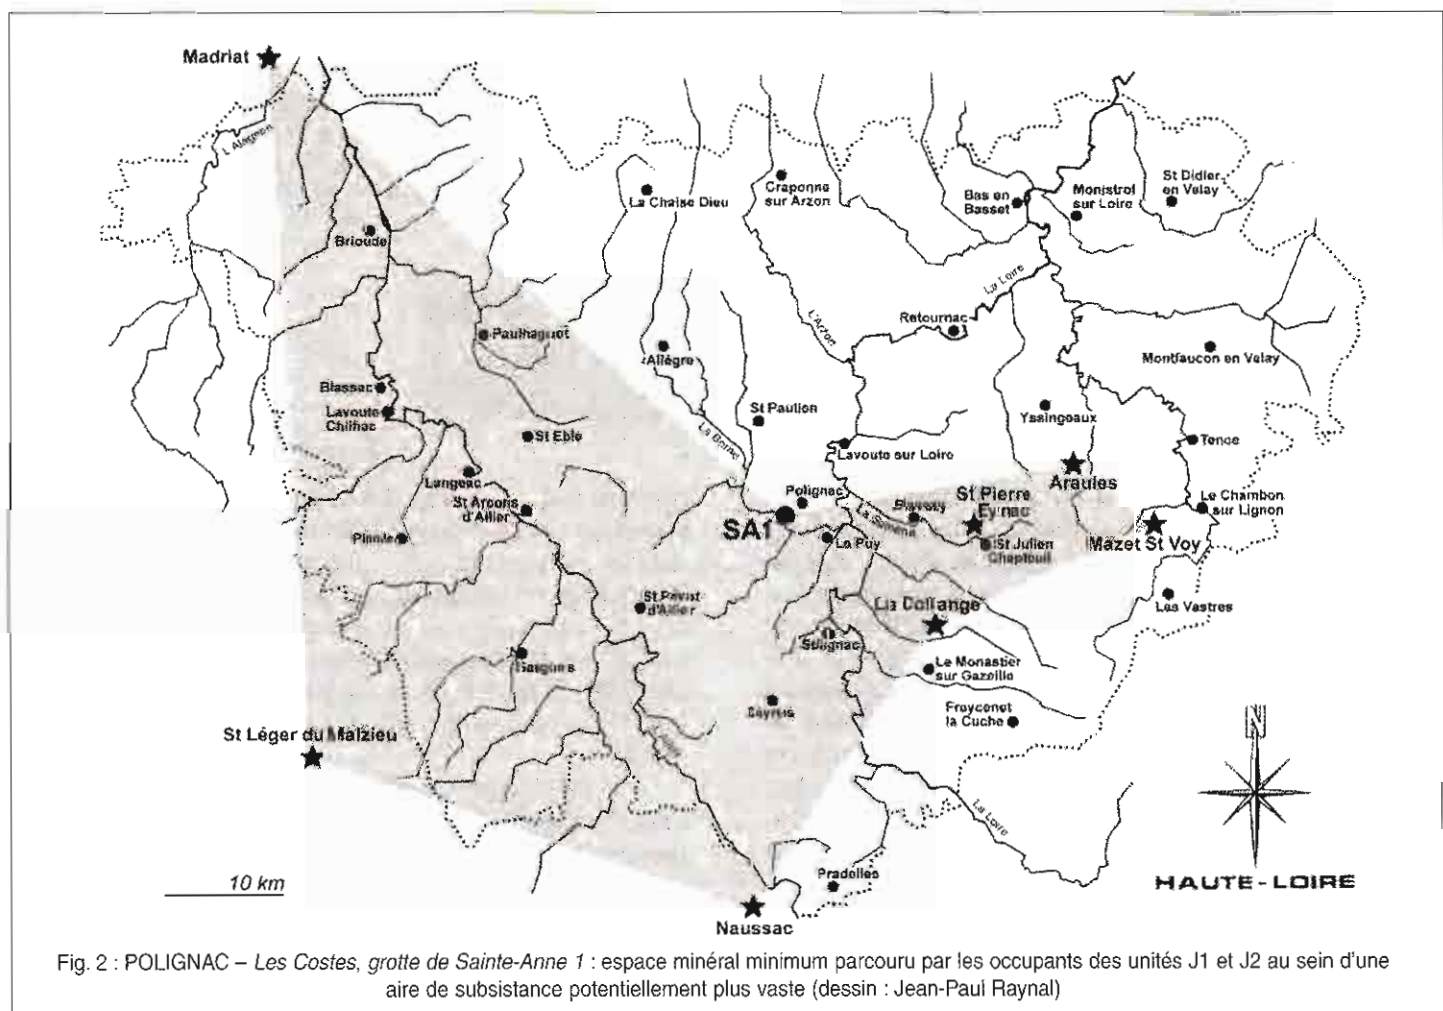 Madriat
L'Alagnon
St Didier
en Velay
Craponne
sur Arzon
Monistrol
sur Loire
La Chaise Dieu
Bas en
Basset
Brioude
La Loire
L'Arzon
Retournac
Paulhaguet
Allègre
Montfaucon en Velay
Blassac
Lavoute
Chilhac
St Paulien
Yssingeaux
La Borne
St Eble
Tence
Lavoute sur Loire
Langeac
Araules
Polignac
St Pierre
Eynac
Le Chambon
sur Lignon
St Arcons
d'Allier
Blavozy
La Sumène
SA1
Pinols
Le Puy
St Julien
Chapteuil
Mazet St Voy
St Privat
d'Allier
La Collange
Les Vastres
Solignac
Saugues
Le Monastier
sur Gazeille
Cayres
Freycenet
la Cuche
N
St Léger du Malzieu
La Loire
10 km
Pradelles
HAUTE-LOIRE
Naussac
Fig. 2 : POLIGNAC – Les Costes, grotte de Sainte-Anne 1 : espace minéral minimum parcouru par les occupants des unités J1 et J2 au sein d'une
aire de subsistance potentiellement plus vaste (dessin : Jean-Paul Raynal)